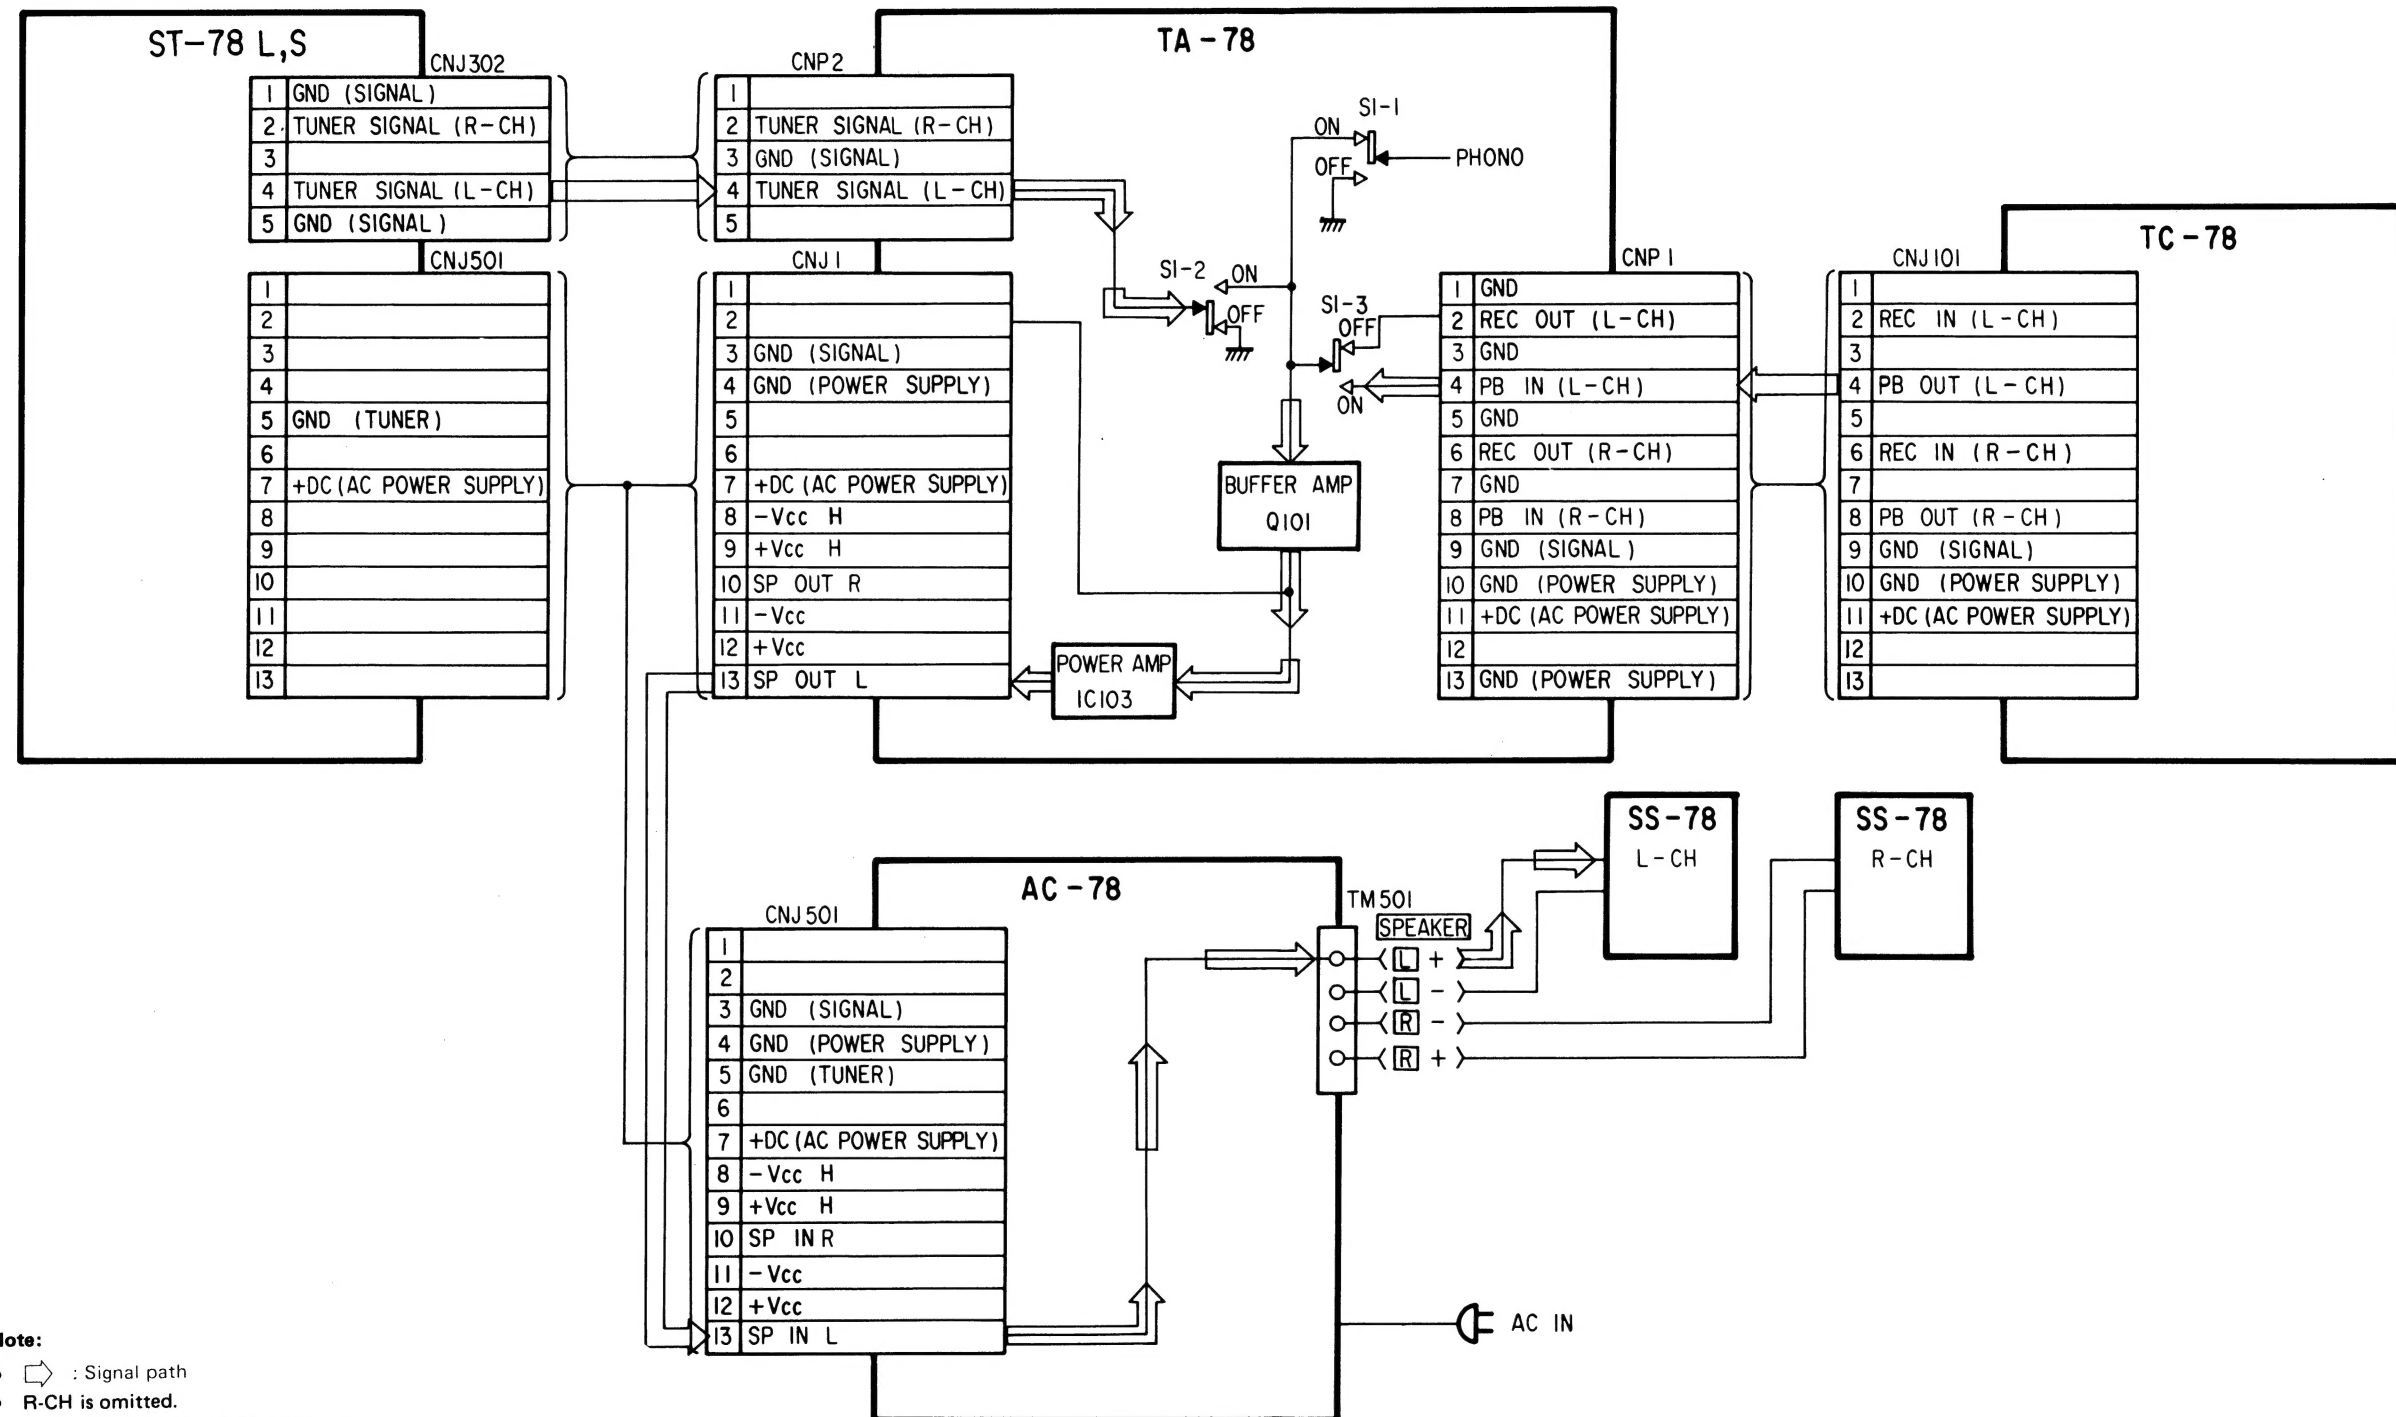 ST-78 L,S
CNJ302
1 GND (SIGNAL)
2 TUNER SIGNAL (R-CH)
3
4 TUNER SIGNAL (L-CH)
5 GND (SIGNAL)
CNJ501
1
2
3
4
5 GND (TUNER)
6
7 +DC (AC POWER SUPPLY)
8
9
10
11
12
13
TA-78
CNP2
1
2 TUNER SIGNAL (R-CH)
3 GND (SIGNAL)
4 TUNER SIGNAL (L-CH)
5
CNJ1
1
2
3 GND (SIGNAL)
4 GND (POWER SUPPLY)
5
6
7 +DC (AC POWER SUPPLY)
8 -Vcc H
9 +Vcc H
10 SP OUT R
11 -Vcc
12 +Vcc
13 SP OUT L
S1-1
ON
OFF
PHONO
S1-2
ON
OFF
S1-3
OFF
ON
BUFFER AMP
Q101
POWER AMP
IC103
CNP1
1 GND
2 REC OUT (L-CH)
3 GND
4 PB IN (L-CH)
5 GND
6 REC OUT (R-CH)
7 GND
8 PB IN (R-CH)
9 GND (SIGNAL)
10 GND (POWER SUPPLY)
11 +DC (AC POWER SUPPLY)
12
13 GND (POWER SUPPLY)
TC-78
CNJ101
1
2 REC IN (L-CH)
3
4 PB OUT (L-CH)
5
6 REC IN (R-CH)
7
8 PB OUT (R-CH)
9 GND (SIGNAL)
10 GND (POWER SUPPLY)
11 +DC (AC POWER SUPPLY)
12
13
AC-78
CNJ501
1
2
3 GND (SIGNAL)
4 GND (POWER SUPPLY)
5 GND (TUNER)
6
7 +DC (AC POWER SUPPLY)
8 -Vcc H
9 +Vcc H
10 SP IN R
11 -Vcc
12 +Vcc
13 SP IN L
TM501
SPEAKER
L +
L -
R -
R +
SS-78
L-CH
SS-78
R-CH
AC IN
lote:
: Signal path
R-CH is omitted.